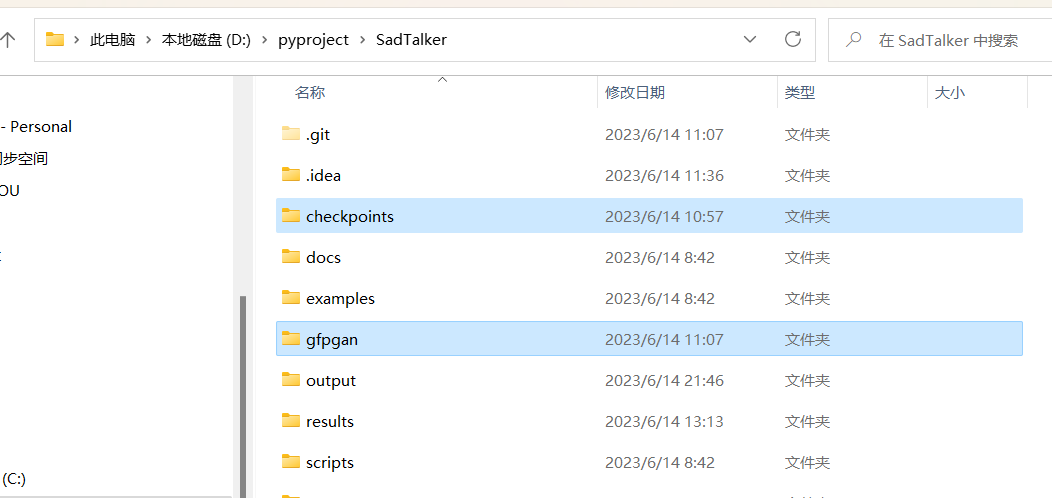 此电脑 > 本地磁盘 (D:) > pyproject > SadTalker
在 SadTalker 中搜索
名称 修改日期 类型 大小
- Personal
步空间
OU
(C:)
.git 2023/6/14 11:07 文件夹
.idea 2023/6/14 11:36 文件夹
checkpoints 2023/6/14 10:57 文件夹
docs 2023/6/14 8:42 文件夹
examples 2023/6/14 8:42 文件夹
gfpgan 2023/6/14 11:07 文件夹
output 2023/6/14 21:46 文件夹
results 2023/6/14 13:13 文件夹
scripts 2023/6/14 8:42 文件夹